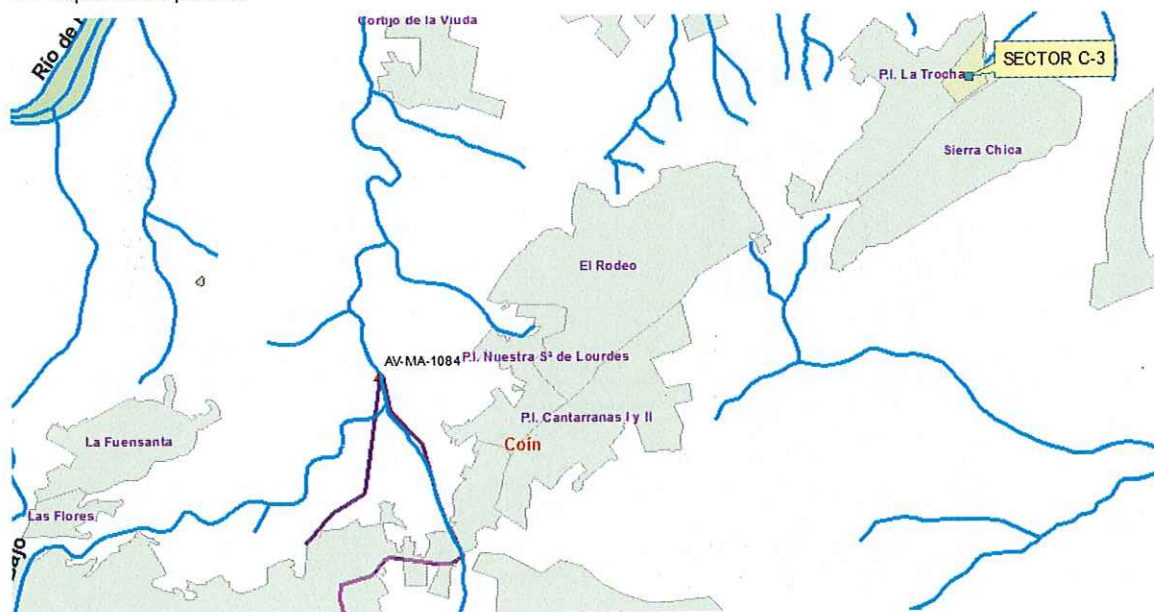 Cortijo de la Viuda
Río de
P.I. La Trocha
SECTOR C-3
Sierra Chica
El Rodeo
AV-MA-1084
P.I. Nuestra Sª de Lourdes
P.I. Cantarranas I y II
Coín
La Fuensanta
Las Flores